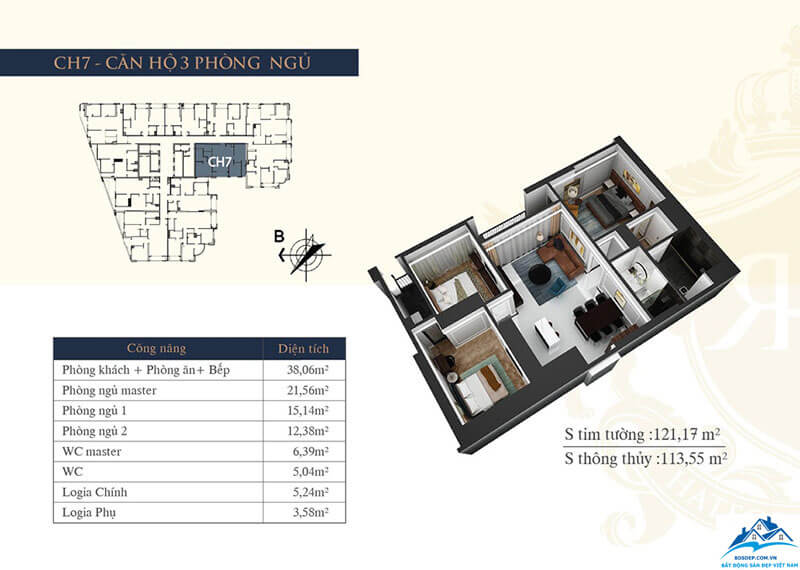 CH7 - CĂN HỘ 3 PHÒNG NGỦ
CH7
B
Công năng Diện tích
Phòng khách + Phòng ăn+ Bếp 38,06m²
Phòng ngủ master 21,56m²
Phòng ngủ 1 15,14m²
Phòng ngủ 2 12,38m²
WC master 6,39m²
WC 5,04m²
Logia Chính 5,24m²
Logia Phụ 3,58m²
S tim tường :121,17 m²
S thông thủy :113,55 m²
BDSDEP.COM.VN
BẤT ĐỘNG SẢN ĐẸP VIỆT NAM